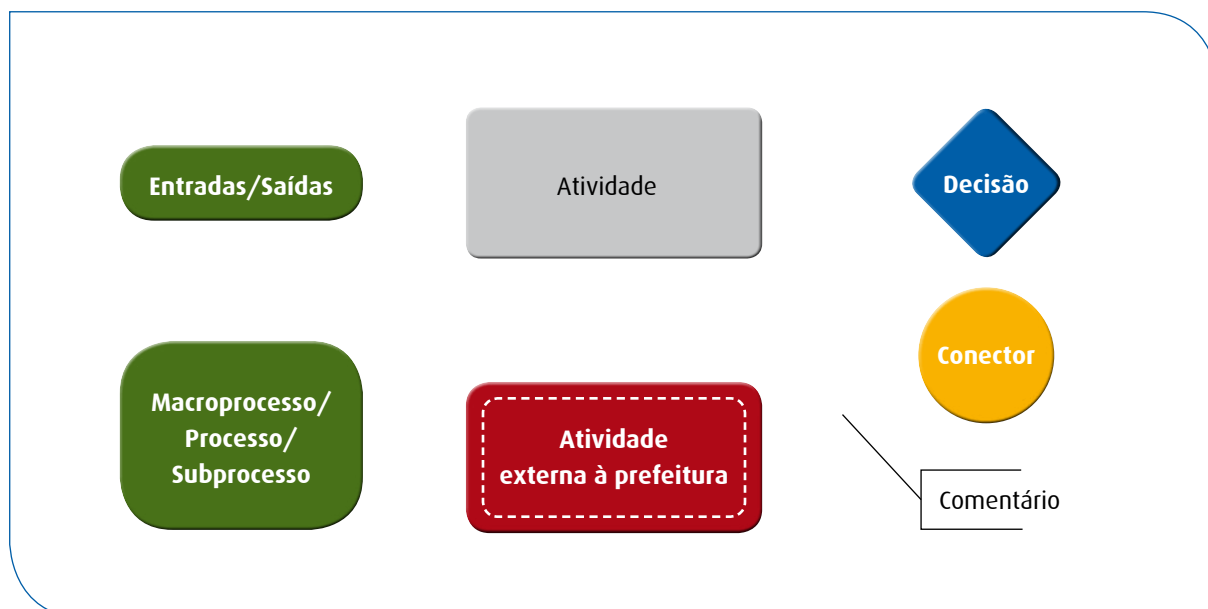 Entradas/Saídas
Atividade
Decisão
Macroprocesso/
Processo/
Subprocesso
Atividade
externa à prefeitura
Conector
Comentário